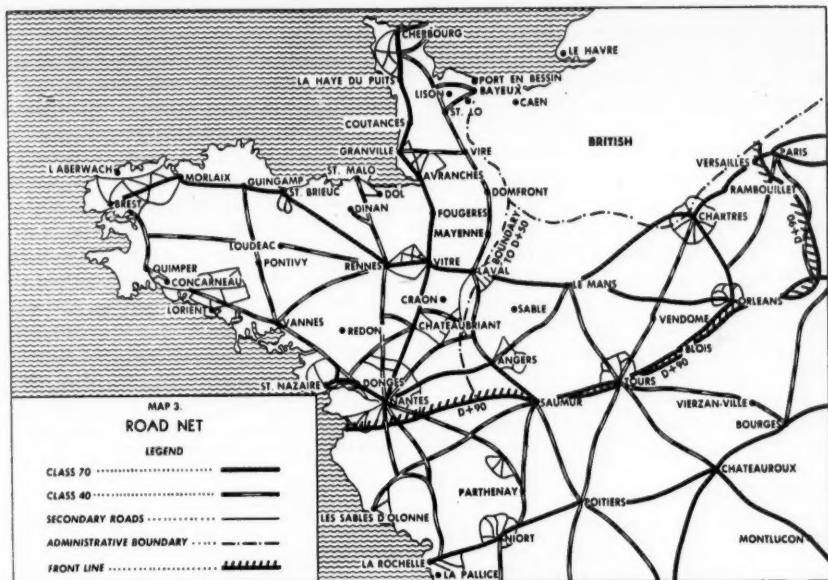 CHERBOURG
LE HAVRE
LA HAYE DU PUITS
PORT EN BESSIN
LISON
BAYEUX
ST. LO
CAEN
COUTANCES
BRITISH
GRANVILLE
VIRE
VERSAILLES
PARIS
L ABERWACH
MORLAIX
GUINGAMP
ST. BRIEUC
ST. MALO
AVRANCHES
DOL
RAMBOUILLET
DOMFRONT
BREST
DINAN
FOUGERES
CHARTRES
D+90
MAYENNE
BOUNDARY
TO D+50
LOUDEAC
QUIMPER
PONTIVY
RENNES
VITRE
LAVAL
CONCARNEAU
LE MANS
CRAON
ORLEANS
LORIENT
SABLE
VANNES
REDON
CHATEAUBRIANT
VENDOME
BLOIS
ANGERS
D+90
ST. NAZAIRE
DONGES
TOURS
NANTES
D+90
SAUMUR
VIERZAN-VILLE
BOURGES
CHATEAUROUX
PARTHENAY
POITIERS
LES SABLES D'OLONNE
NIORT
MONTLUCON
LA ROCHELLE
LA PALLICE
MAP 3.
ROAD NET
LEGEND
CLASS 70
CLASS 40
SECONDARY ROADS
ADMINISTRATIVE BOUNDARY
FRONT LINE